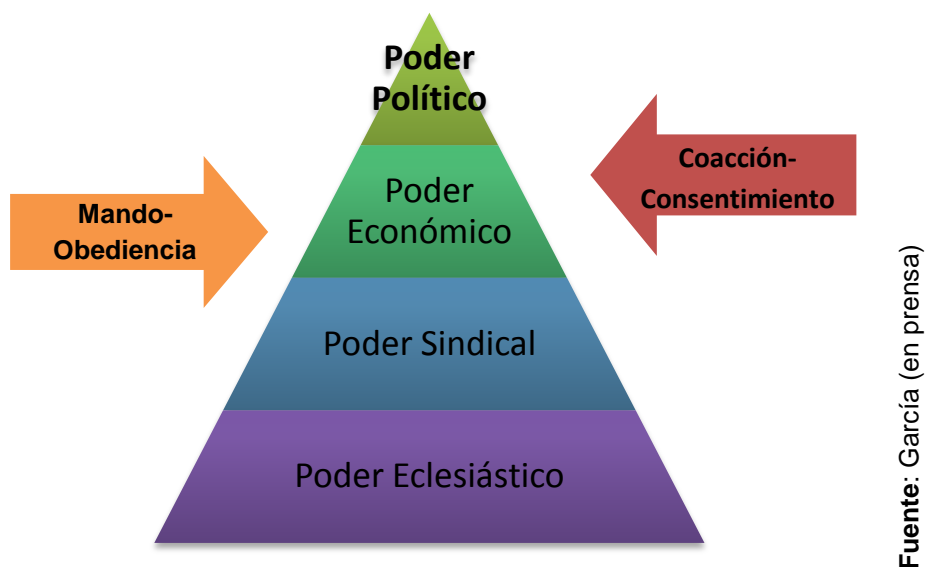 Poder
Político
Poder
Económico
Poder Sindical
Poder Eclesiástico
Mando-
Obediencia
Coacción-
Consentimiento
Fuente: García (en prensa)